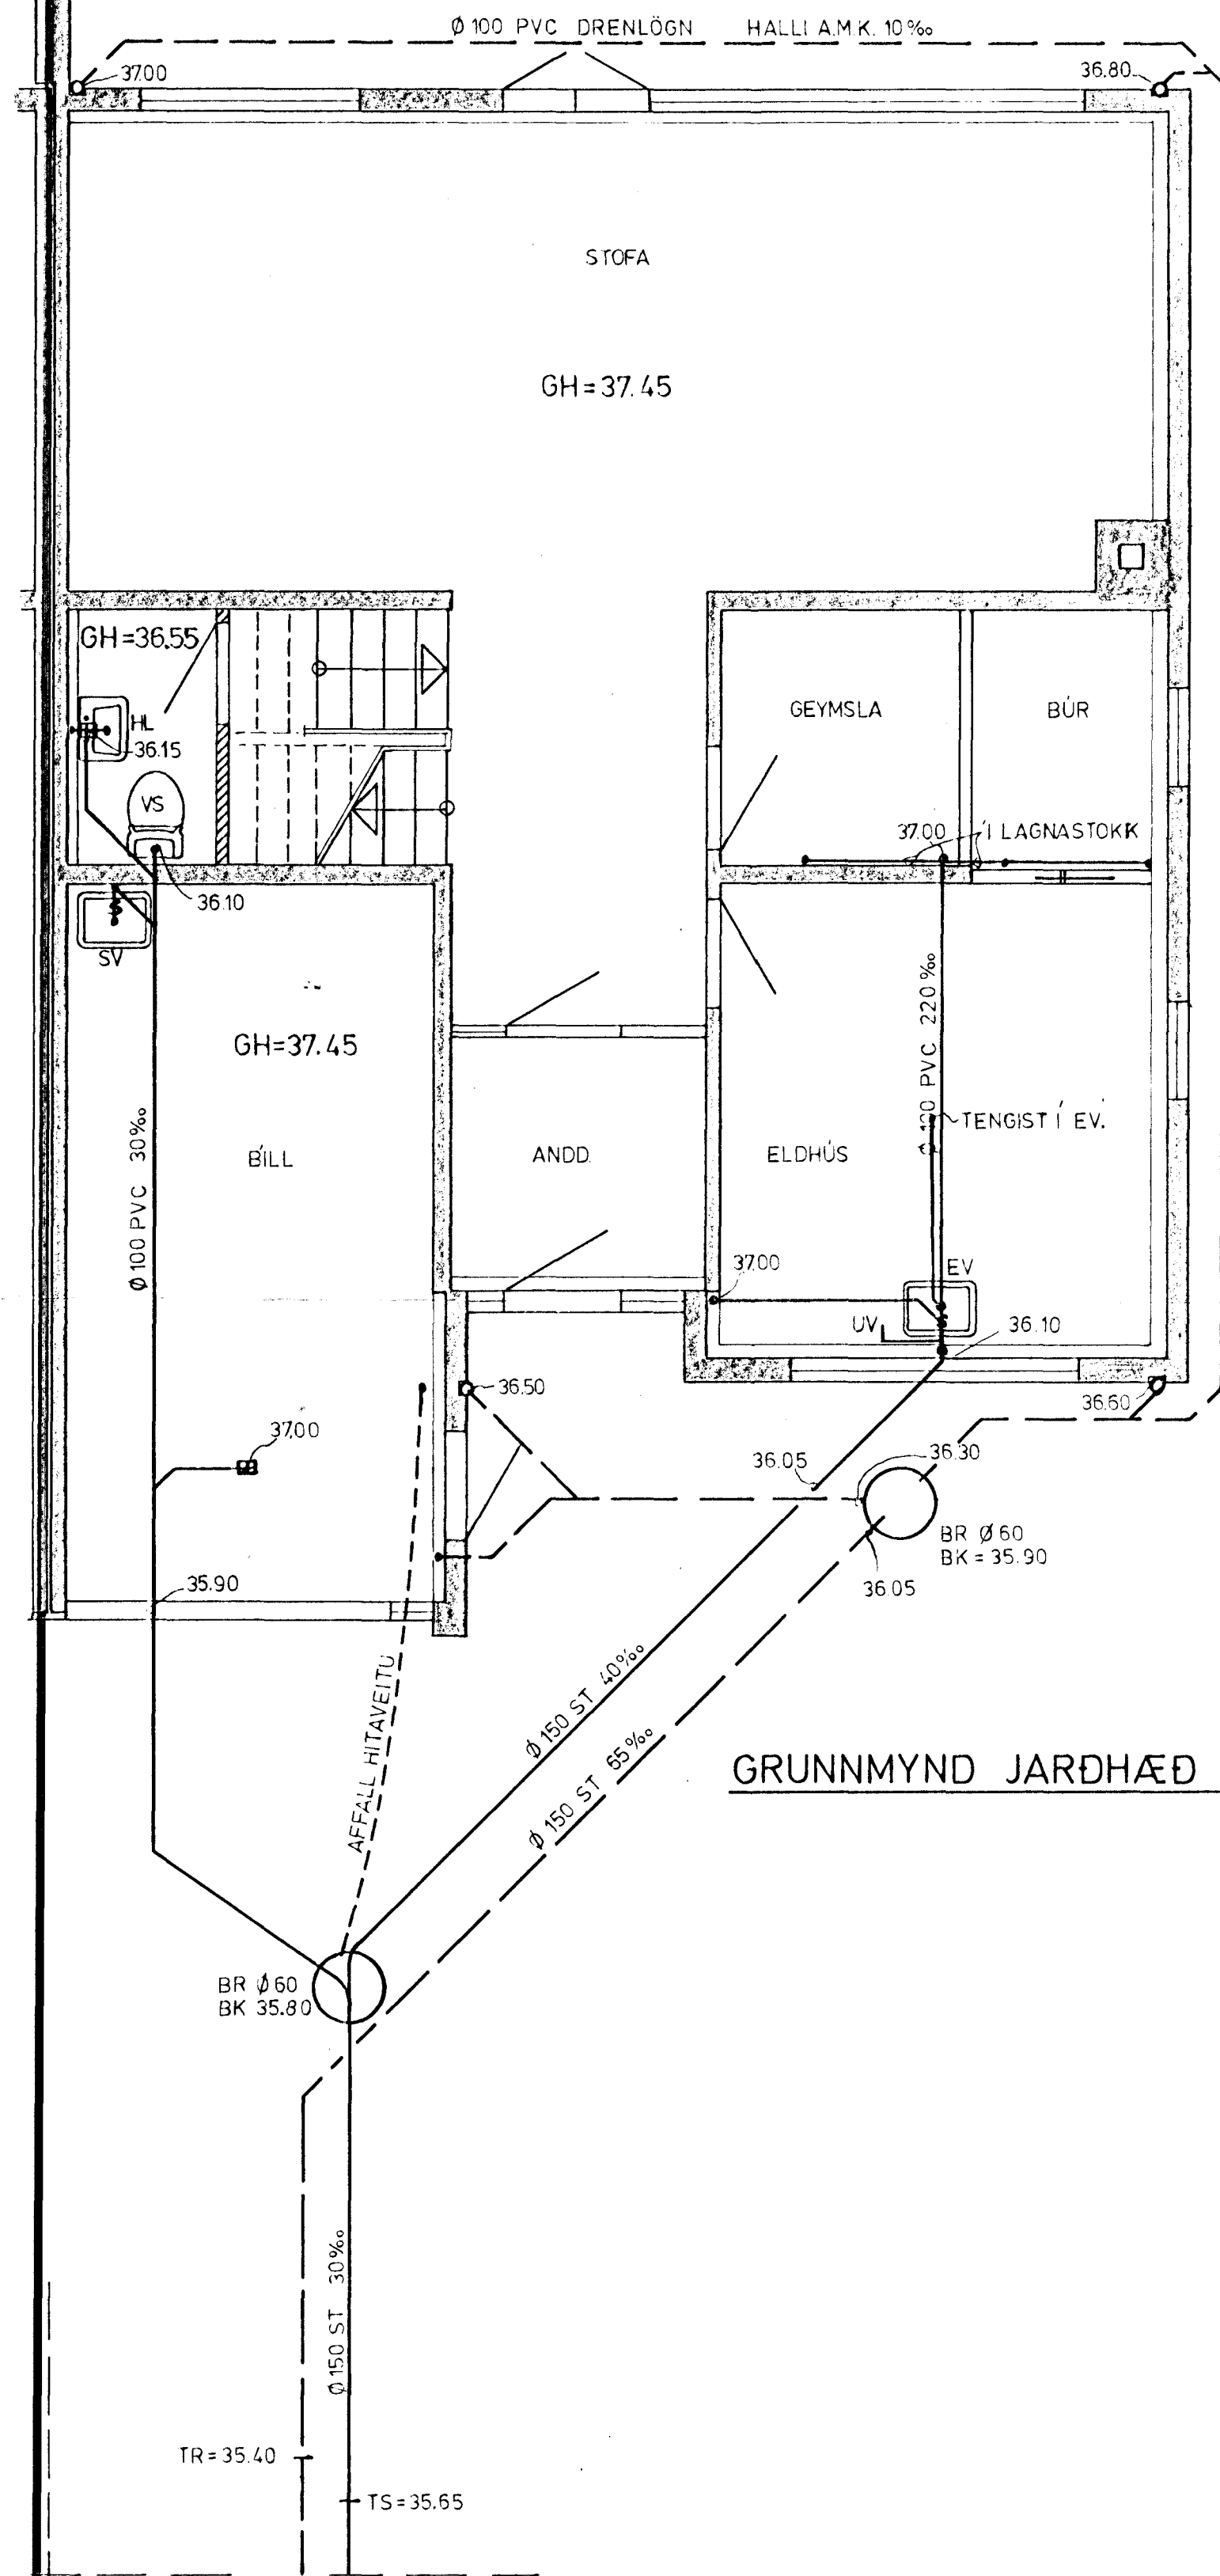 Ø 100 PVC DRENLÖGN HALLI A.M.K. 10‰
37.00
36.80
STOFA
GH=37.45
GH=36.55
HL
36.15
VS
GEYMSLA
BÚR
37.00
Í LAGNASTOKK
36.10
SV
GH=37.45
Ø 100 PVC 30‰
BÍLL
ANDD.
ELDHÚS
Ø 100 PVC 220‰
TENGIST Í EV.
37.00
EV
UV
36.10
36.50
36.60
37.00
36.05
36.30
BR Ø 60
BK = 35.90
36.05
35.90
AFFALL HITAVEITU
Ø 150 ST 40‰
Ø 150 ST 65‰
GRUNNMYND JARÐHÆÐ
BR Ø 60
BK 35.80
Ø 150 ST 30‰
TR = 35.40
TS = 35.65